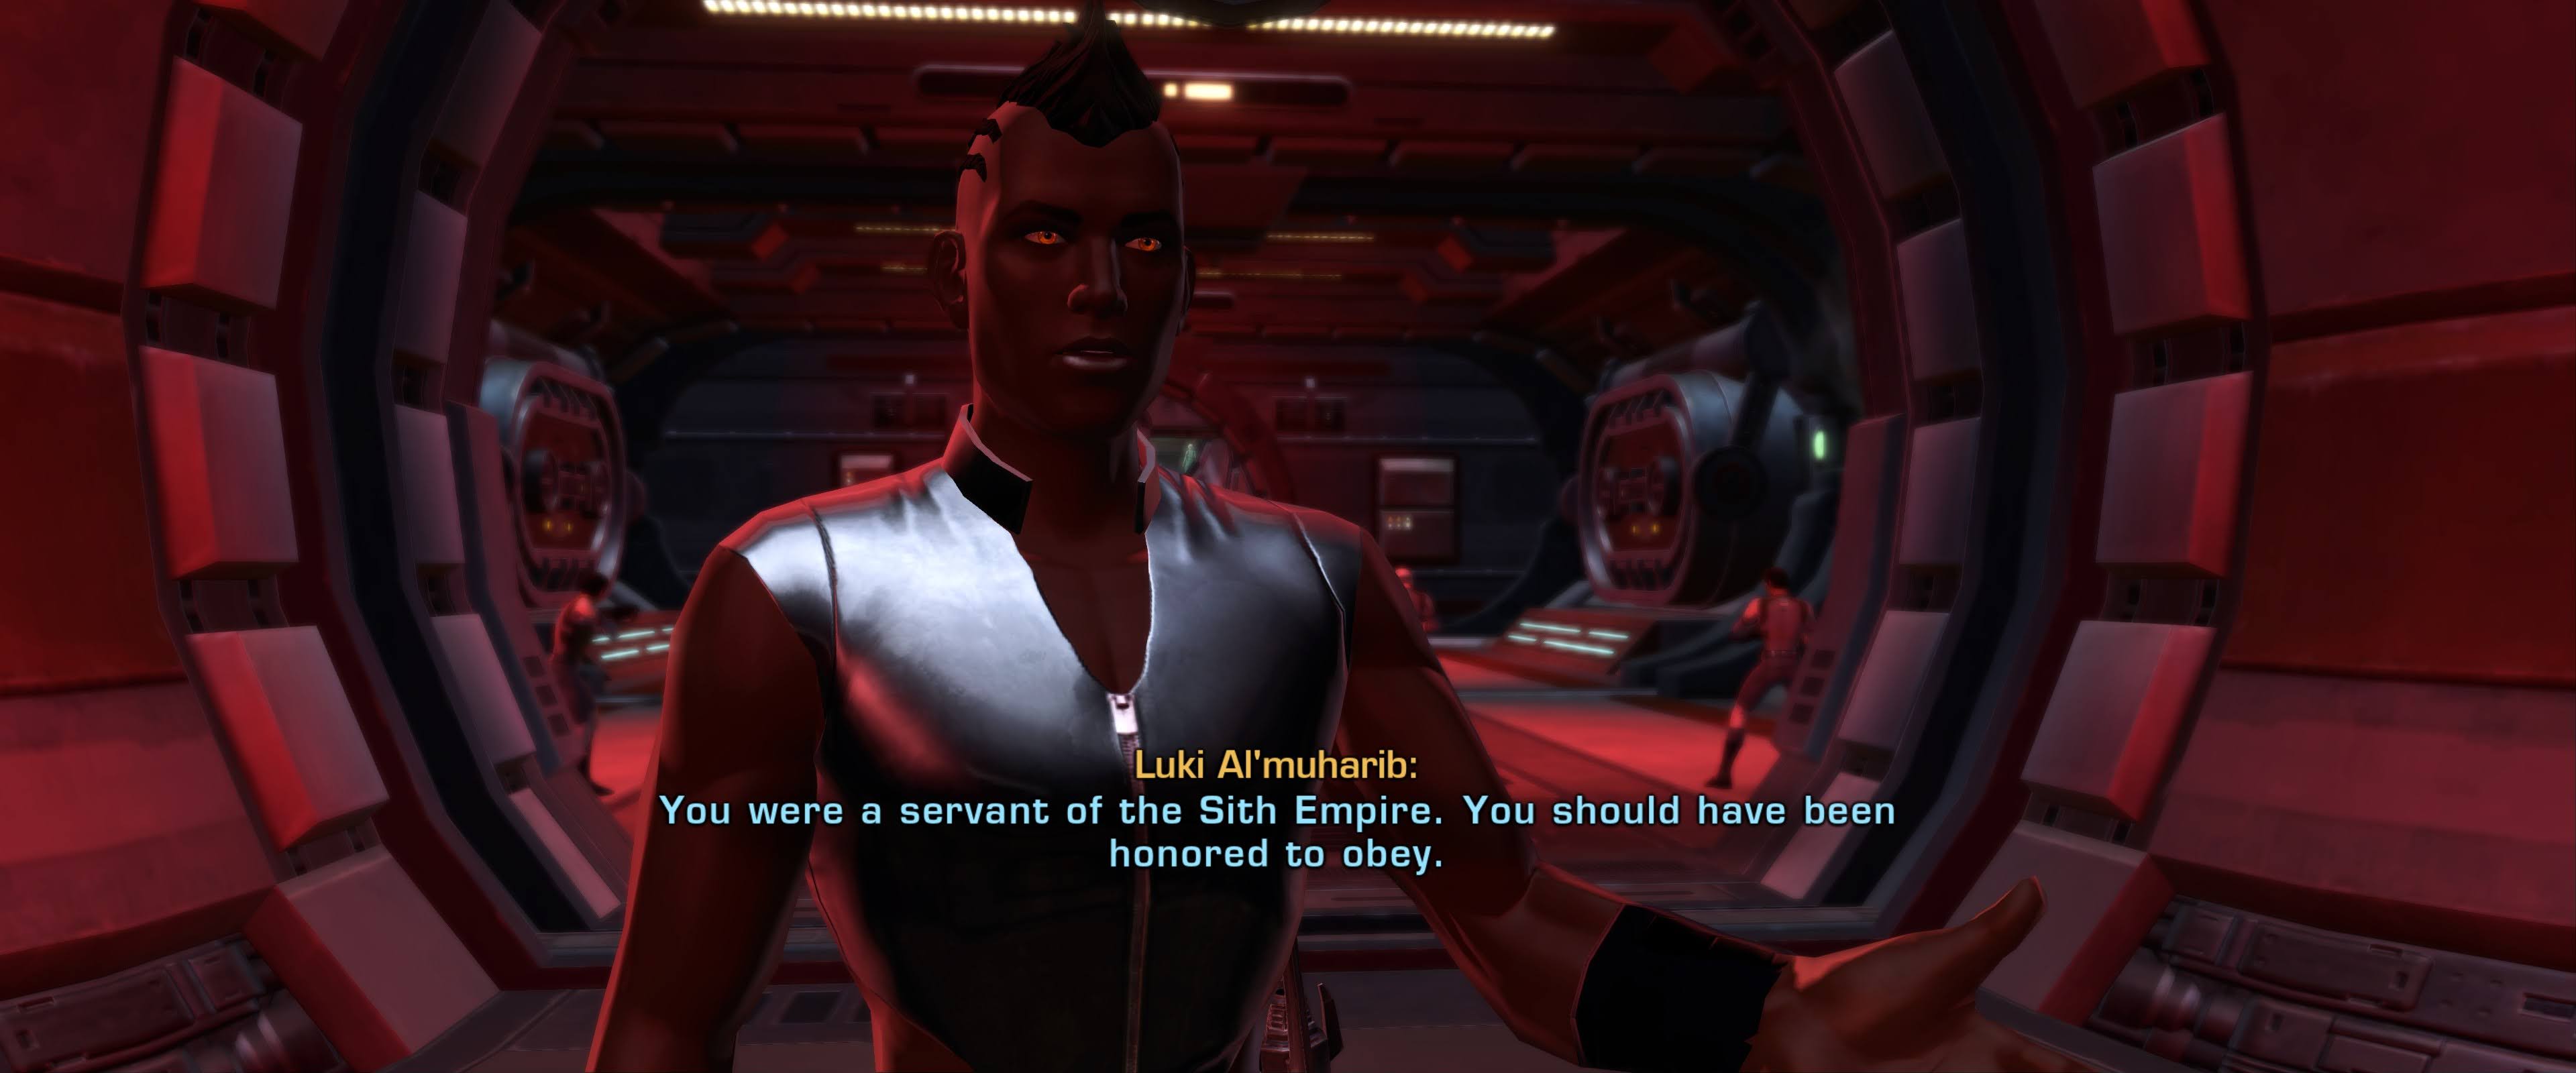 Luki Al'muharib:
You were a servant of the Sith Empire. You should have been
honored to obey.